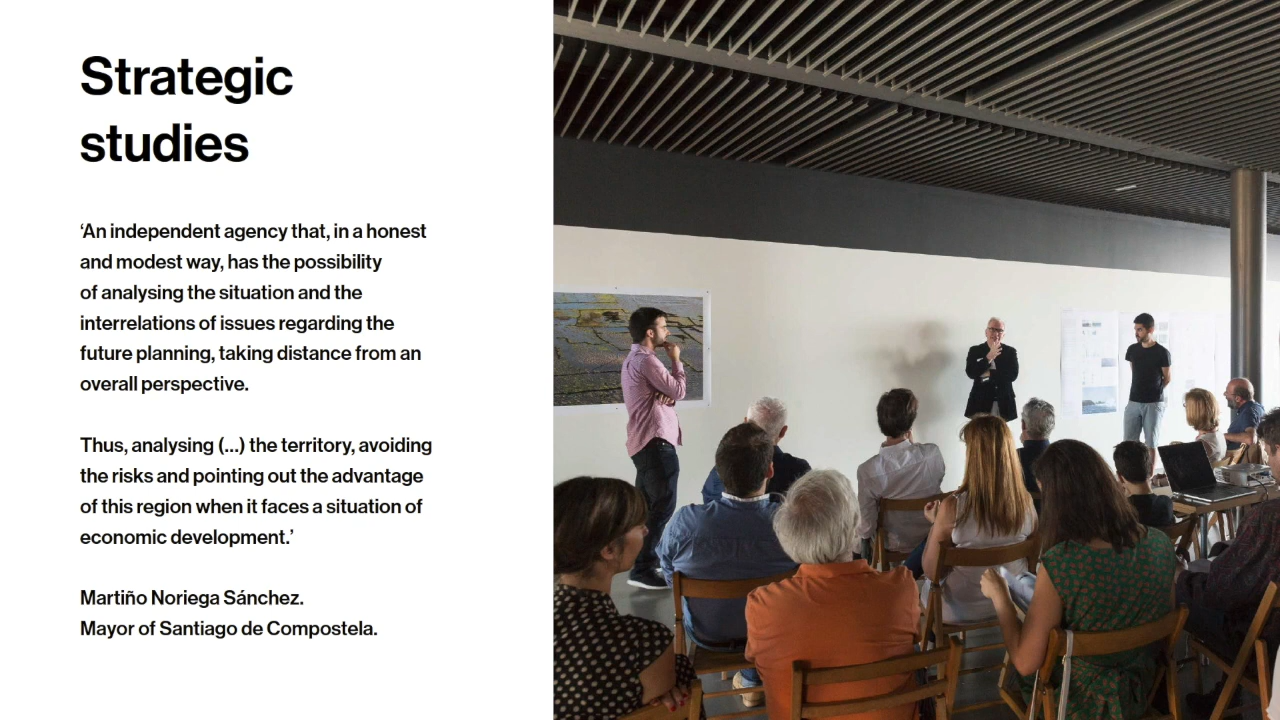 Strategic
studies
‘An independent agency that, in a honest
and modest way, has the possibility
of analysing the situation and the
interrelations of issues regarding the
future planning, taking distance from an
overall perspective.
Thus, analysing (...) the territory, avoiding
the risks and pointing out the advantage
of this region when it faces a situation of
economic development.’
Martiño Noriega Sánchez.
Mayor of Santiago de Compostela.